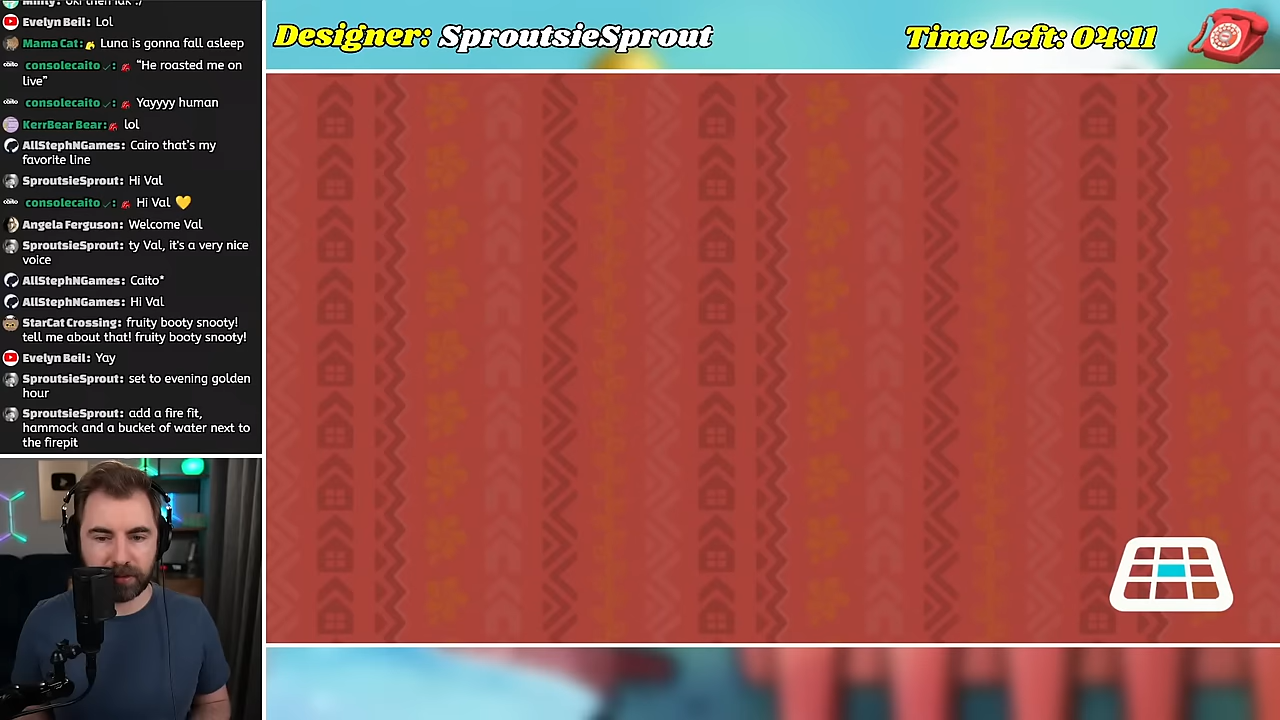 Evelyn Beil: Lol
Mama Cat: Luna is gonna fall asleep
consolecaito: "He roasted me on
live"
consolecaito: Yayyyy human
KerrBear Bear: lol
AllStephNGames: Cairo that's my
favorite line
SproutsieSprout: Hi Val
consolecaito: Hi Val 💛
Angela Ferguson: Welcome Val
SproutsieSprout: ty Val, it's a very nice
voice
AllStephNGames: Caito*
AllStephNGames: Hi Val
StarCat Crossing: fruity booty snooty!
tell me about that! fruity booty snooty!
Evelyn Beil: Yay
SproutsieSprout: set to evening golden
hour
SproutsieSprout: add a fire fit,
hammock and a bucket of water next to
the firepit
Designer: SproutsieSprout
Time Left: 04:11